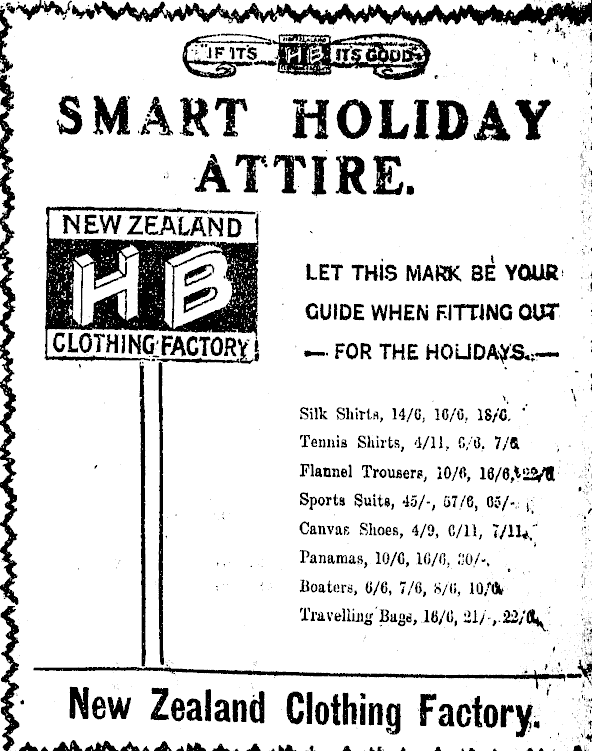 IF IT'S HB IT'S GOOD
SMART HOLIDAY
ATTIRE.
NEW ZEALAND
HB
CLOTHING FACTORY
LET THIS MARK BE YOUR
GUIDE WHEN FITTING OUT
— FOR THE HOLIDAYS. —
Silk Shirts, 14/6, 16/6, 18/6.
Tennis Shirts, 4/11, 6/6, 7/6
Flannel Trousers, 10/6, 16/6, 22/6
Sports Suits, 45/-, 57/6, 65/-
Canvas Shoes, 4/9, 6/11, 7/11.
Panamas, 10/6, 16/6, 30/-.
Boaters, 6/6, 7/6, 8/6, 10/6.
Travelling Bags, 16/6, 21/-, 22/6.
New Zealand Clothing Factory.